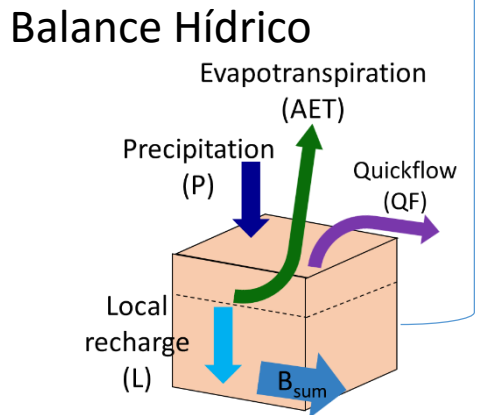 Balance Hídrico
Evapotranspiration
(AET)
Precipitation
(P)
Quickflow
(QF)
Local
recharge
(L)
Bsum